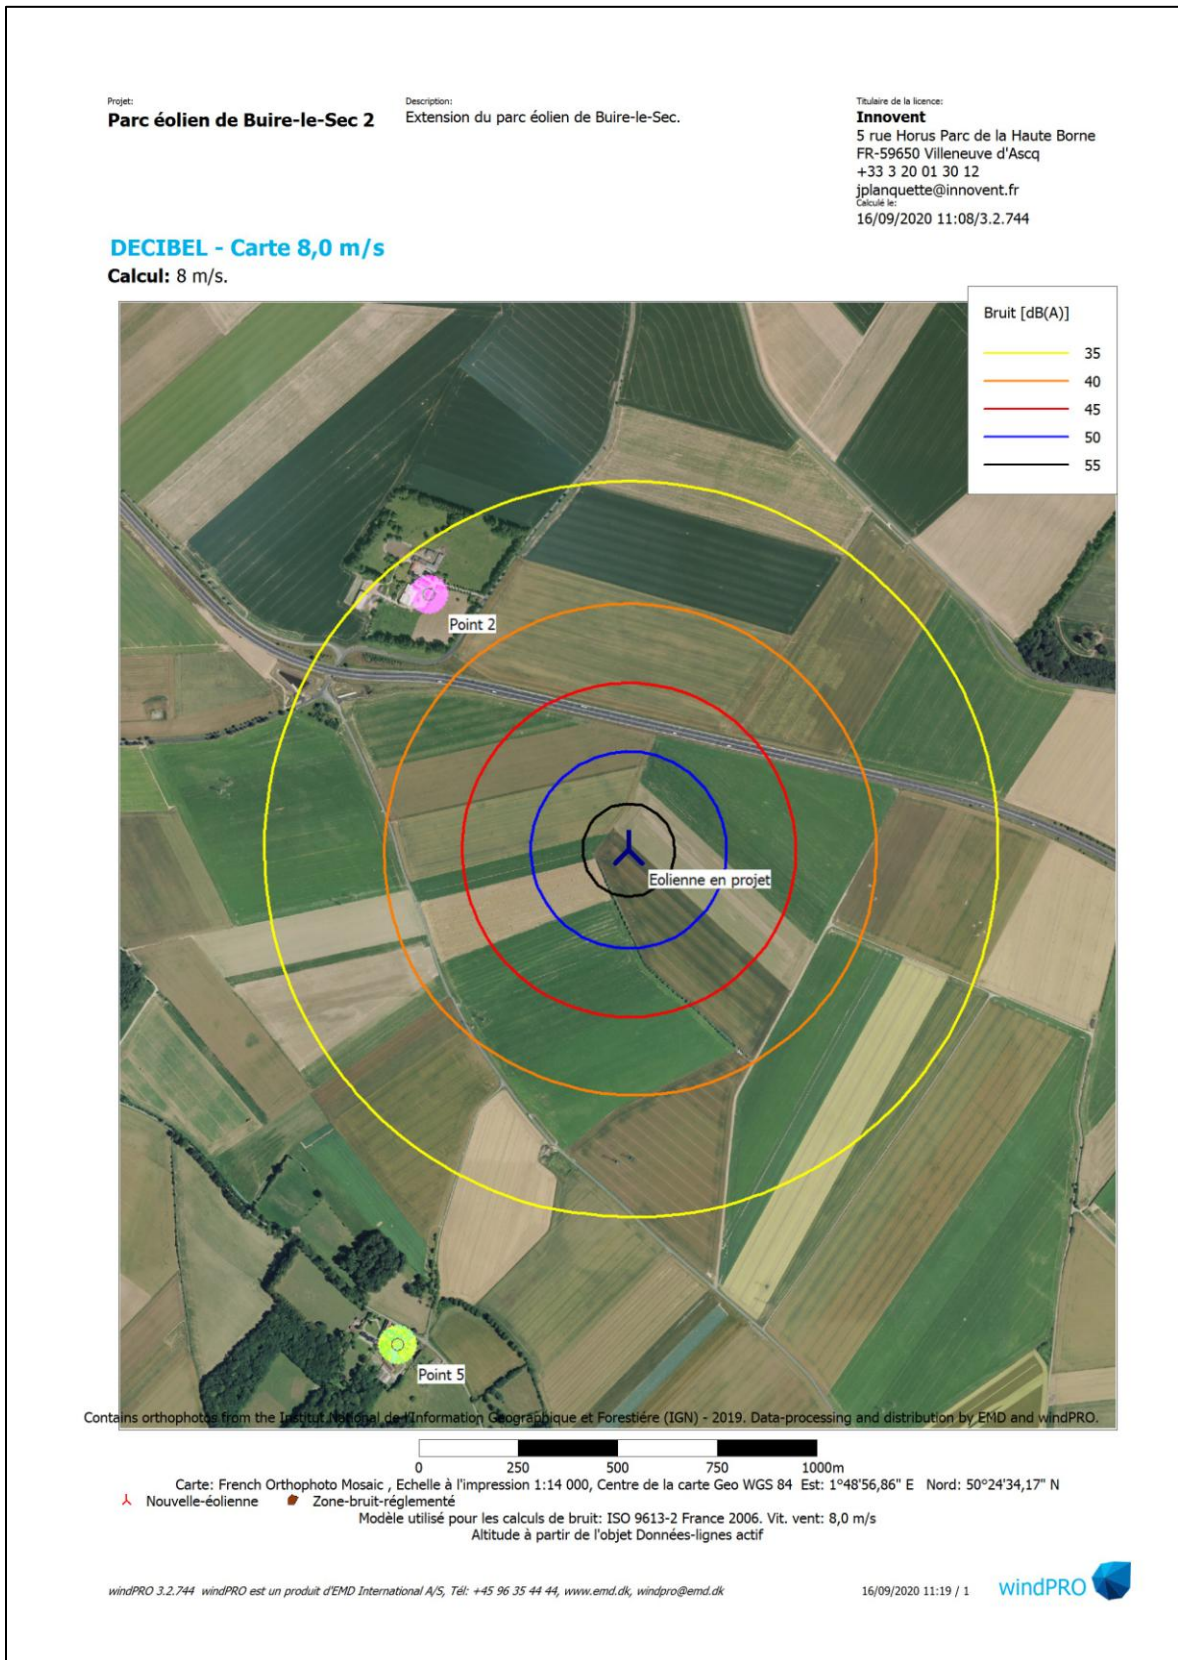 Projet:
Parc éolien de Buire-le-Sec 2
Description:
Extension du parc éolien de Buire-le-Sec.
Titulaire de la licence:
Innovent
5 rue Horus Parc de la Haute Borne
FR-59650 Villeneuve d'Ascq
+33 3 20 01 30 12
jplanquette@innovent.fr
Calculé le:
16/09/2020 11:08/3.2.744
DECIBEL - Carte 8,0 m/s
Calcul: 8 m/s.
Bruit [dB(A)]
35
40
45
50
55
Point 2
Eolienne en projet
Point 5
Contains orthophotos from the Institut National de l'Information Geographique et Forestiére (IGN) - 2019. Data-processing and distribution by EMD and windPRO.
0 250 500 750 1000m
Carte: French Orthophoto Mosaic , Echelle à l'impression 1:14 000, Centre de la carte Geo WGS 84 Est: 1°48'56,86" E Nord: 50°24'34,17" N
Nouvelle-éolienne Zone-bruit-réglementé
Modèle utilisé pour les calculs de bruit: ISO 9613-2 France 2006. Vit. vent: 8,0 m/s
Altitude à partir de l'objet Données-lignes actif
windPRO 3.2.744 windPRO est un produit d'EMD International A/S, Tél: +45 96 35 44 44, www.emd.dk, windpro@emd.dk
16/09/2020 11:19 / 1
windPRO